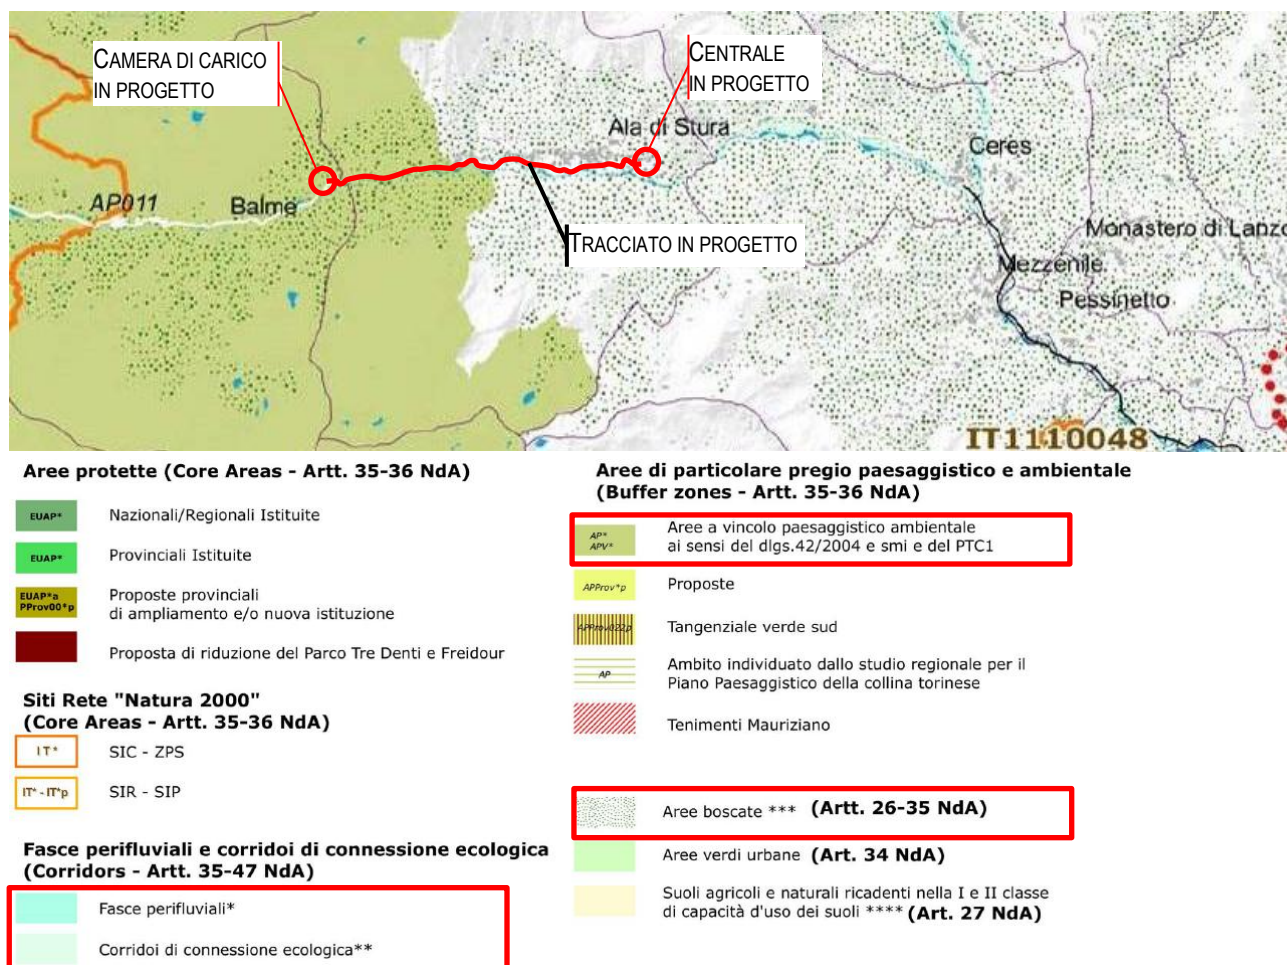 CAMERA DI CARICO
IN PROGETTO
CENTRALE
IN PROGETTO
Ala di Stura
Ceres
AP011
Balme
TRACCIATO IN PROGETTO
Monastero di Lanzo
Mezzenile
Pessinetto
IT1110048
Aree protette (Core Areas - Artt. 35-36 NdA)
EUAP*
Nazionali/Regionali Istituite
EUAP*
Provinciali Istituite
EUAP*a
PProv00*p
Proposte provinciali
di ampliamento e/o nuova istituzione
Proposta di riduzione del Parco Tre Denti e Freidour
Siti Rete "Natura 2000"
(Core Areas - Artt. 35-36 NdA)
IT*
SIC - ZPS
IT* - IT*p
SIR - SIP
Fasce perifluviali e corridoi di connessione ecologica
(Corridors - Artt. 35-47 NdA)
Fasce perifluviali*
Corridoi di connessione ecologica**
Aree di particolare pregio paesaggistico e ambientale
(Buffer zones - Artt. 35-36 NdA)
AP*
APV*
Aree a vincolo paesaggistico ambientale
ai sensi del dlgs.42/2004 e smi e del PTC1
APProv*p
Proposte
APProv022p
Tangenziale verde sud
AP
Ambito individuato dallo studio regionale per il
Piano Paesaggistico della collina torinese
Tenimenti Mauriziano
Aree boscate *** (Artt. 26-35 NdA)
Aree verdi urbane (Art. 34 NdA)
Suoli agricoli e naturali ricadenti nella I e II classe
di capacità d'uso dei suoli **** (Art. 27 NdA)